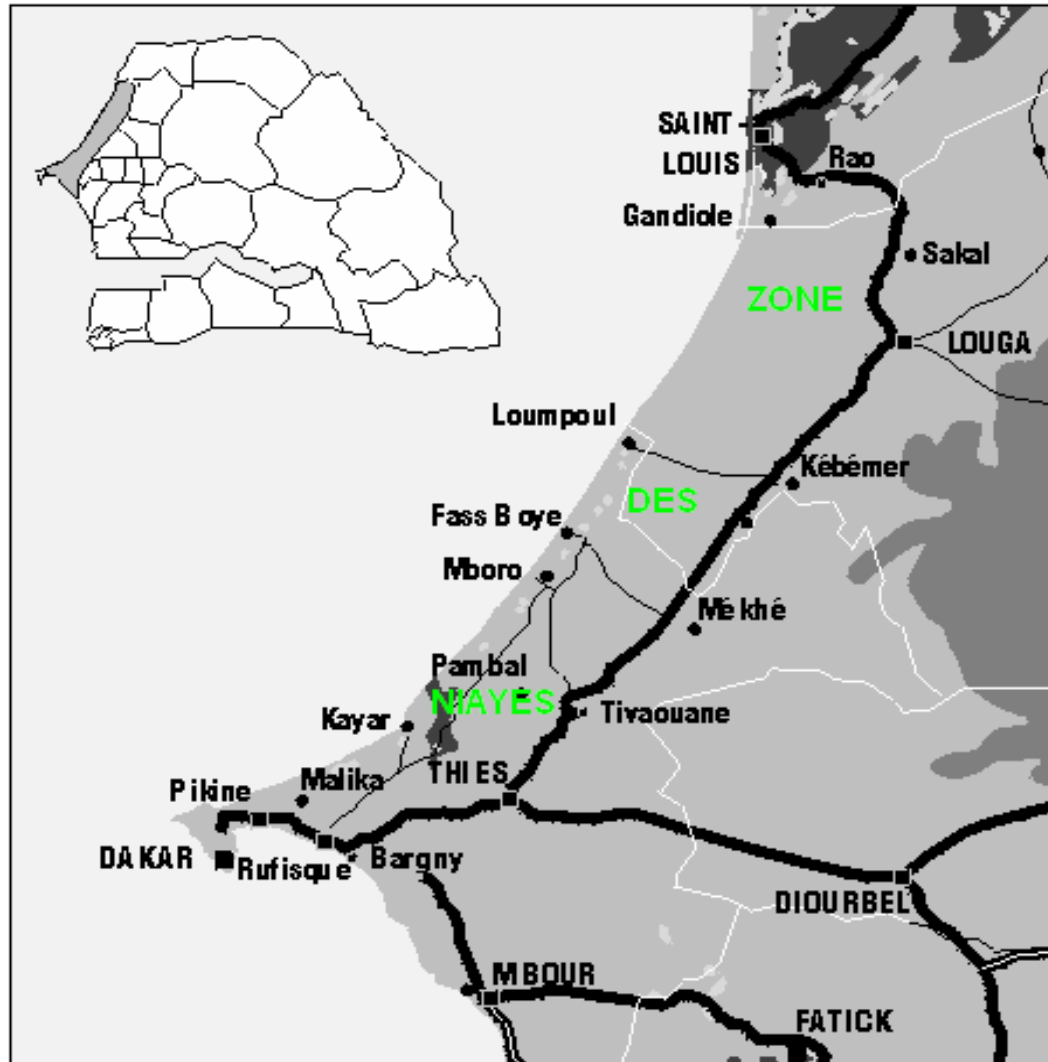 SAINT -
LOUIS
Rao
Gandiole
Sakal
ZONE
LOUGA
Loumpoul
Kébémer
DES
Fass Boye
Mboro
Mékhé
Pambal
NIAYES
Tivaouane
Kayar
THIES
Malika
Pikine
DAKAR
Rufisque
Bargny
DIOURBEL
MBOUR
FATICK